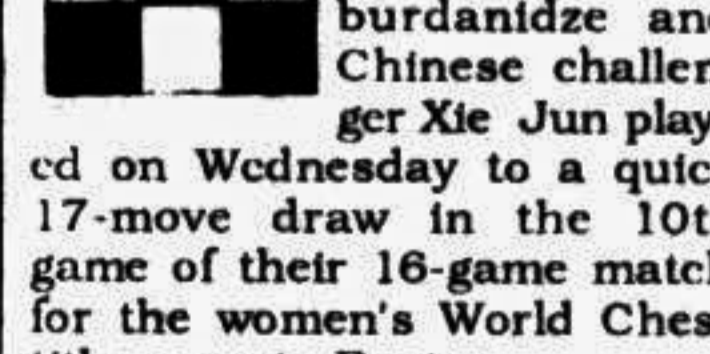 burdanidze an
Chinese challen
ger Xie Jun play
ed on Wednesday to a quic
17-move draw in the 10t
game of their 16-game matc
for the women's World Ches